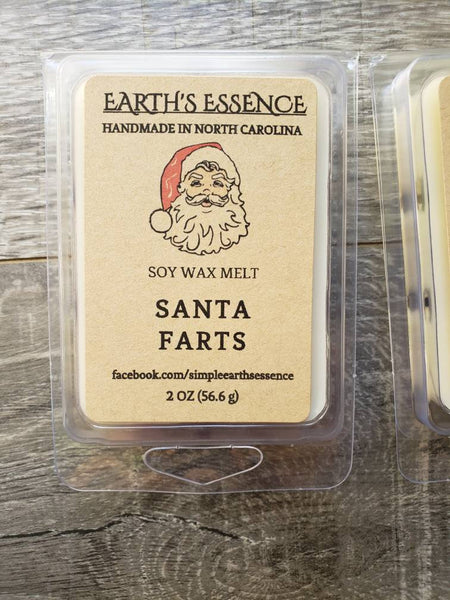 EARTH'S ESSENCE
HANDMADE IN NORTH CAROLINA
SOY WAX MELT
SANTA
FARTS
facebook.com/simpleearthsessence
2 OZ (56.6 g)